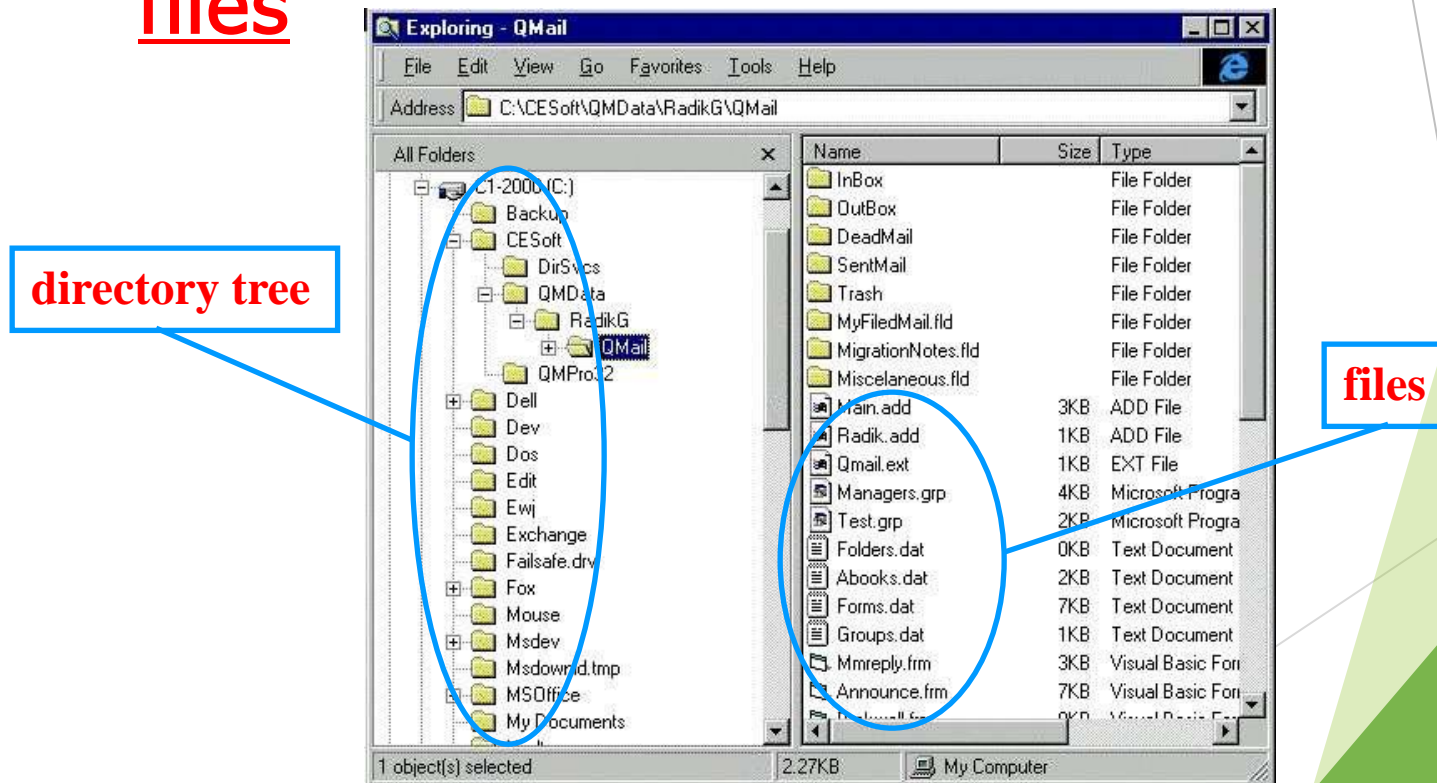 files
Exploring - QMail
File Edit View Go Favorites Tools Help
Address C:\CESoft\QMData\RadikG\QMail
All Folders
C1-2000 (C:)
Backup
CESoft
DirSvcs
QMData
RadikG
QMail
QMPro32
Dell
Dev
Dos
Edit
Ewj
Exchange
Failsafe.drv
Fox
Mouse
Msdev
Msdownld.tmp
MSOffice
My Documents
Name Size Type
InBox File Folder
OutBox File Folder
DeadMail File Folder
SentMail File Folder
Trash File Folder
MyFiledMail.fld File Folder
MigrationNotes.fld File Folder
Miscelaneous.fld File Folder
Main.add 3KB ADD File
Radik.add 1KB ADD File
Qmail.ext 1KB EXT File
Managers.grp 4KB Microsoft Progra
Test.grp 2KB Microsoft Progra
Folders.dat 0KB Text Document
Abooks.dat 2KB Text Document
Forms.dat 7KB Text Document
Groups.dat 1KB Text Document
Mmreply.frm 3KB Visual Basic Forr
Announce.frm 7KB Visual Basic Forr
1 object(s) selected 2.27KB My Computer
directory tree
files